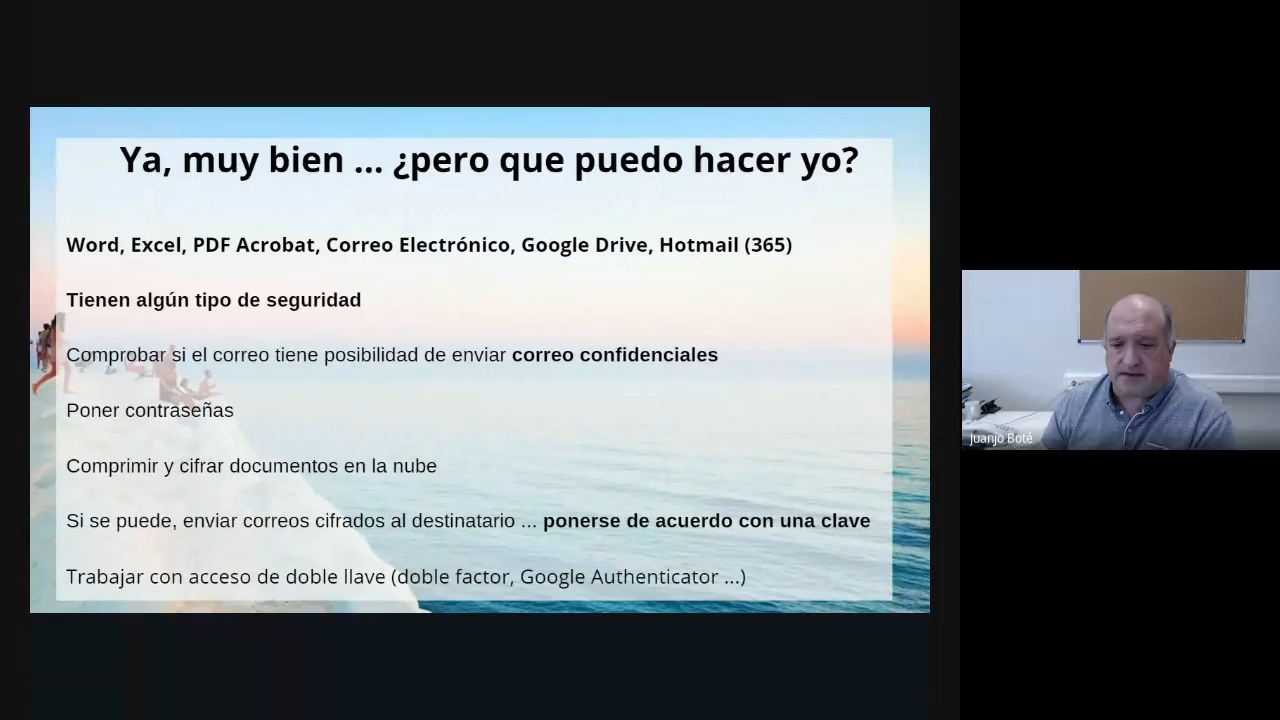 Ya, muy bien ... ¿pero que puedo hacer yo?
Word, Excel, PDF Acrobat, Correo Electrónico, Google Drive, Hotmail (365)
Tienen algún tipo de seguridad
Comprobar si el correo tiene posibilidad de enviar correo confidenciales
Poner contraseñas
Comprimir y cifrar documentos en la nube
Si se puede, enviar correos cifrados al destinatario ... ponerse de acuerdo con una clave
Trabajar con acceso de doble llave (doble factor, Google Authenticator ...)
Juanjo Boté